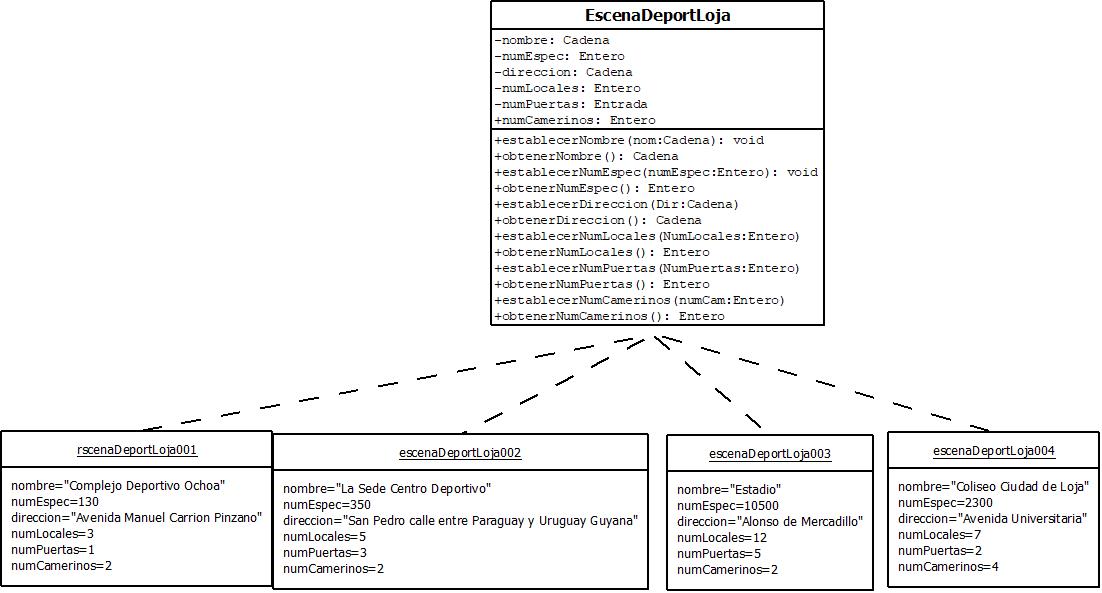 EscenaDeportLoja
-nombre: Cadena
-numEspec: Entero
-direccion: Cadena
-numLocales: Entero
-numPuertas: Entrada
+numCamerinos: Entero
+establecerNombre(nom:Cadena): void
+obtenerNombre(): Cadena
+establecerNumEspec(numEspec:Entero): void
+obtenerNumEspec(): Entero
+establecerDireccion(Dir:Cadena)
+obtenerDireccion(): Cadena
+establecerNumLocales(NumLocales:Entero)
+obtenerNumLocales(): Entero
+establecerNumPuertas(NumPuertas:Entero)
+obtenerNumPuertas(): Entero
+establecerNumCamerinos(numCam:Entero)
+obtenerNumCamerinos(): Entero
rscenaDeportLoja001
nombre="Complejo Deportivo Ochoa"
numEspec=130
direccion="Avenida Manuel Carrion Pinzano"
numLocales=3
numPuertas=1
numCamerinos=2
escenaDeportLoja002
nombre="La Sede Centro Deportivo"
numEspec=350
direccion="San Pedro calle entre Paraguay y Uruguay Guyana"
numLocales=5
numPuertas=3
numCamerinos=2
escenaDeportLoja003
nombre="Estadio"
numEspec=10500
direccion="Alonso de Mercadillo"
numLocales=12
numPuertas=5
numCamerinos=2
escenaDeportLoja004
nombre="Coliseo Ciudad de Loja"
numEspec=2300
direccion="Avenida Universitaria"
numLocales=7
numPuertas=2
numCamerinos=4